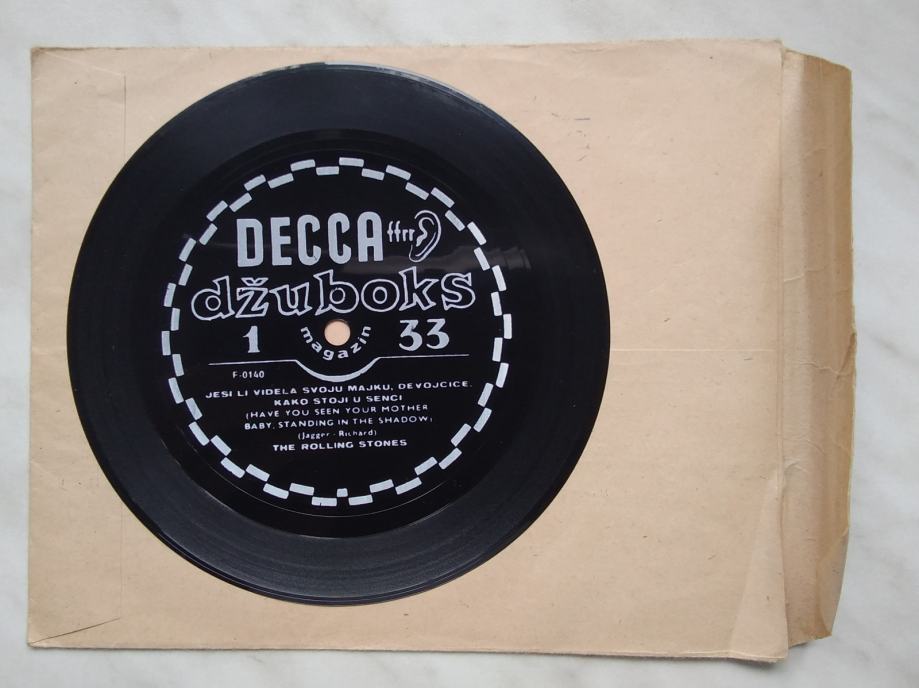 DECCA ffrr
džuboks
1 magazin 33
F-0140
JESI LI VIDELA SVOJU MAJKU, DEVOJCICE,
KAKO STOJI U SENCI
(HAVE YOU SEEN YOUR MOTHER
BABY, STANDING IN THE SHADOW)
(Jagger - Richard)
THE ROLLING STONES